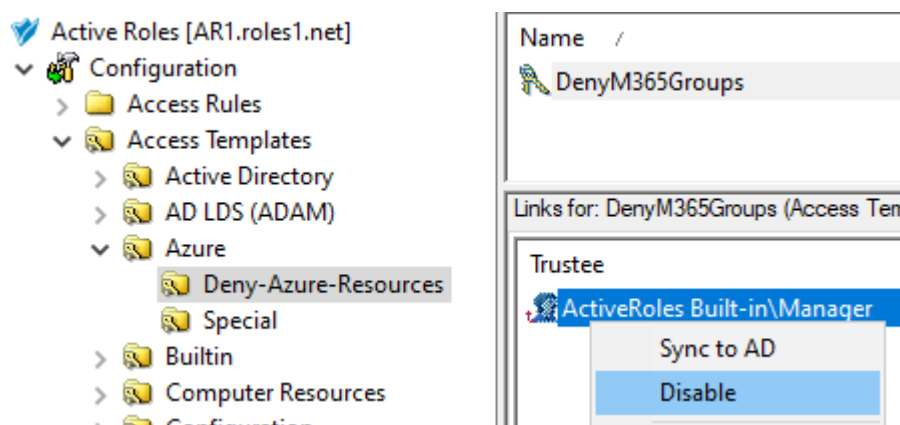 Active Roles [AR1.roles1.net]
Configuration
Access Rules
Access Templates
Active Directory
AD LDS (ADAM)
Azure
Deny-Azure-Resources
Special
Builtin
Computer Resources
Configuration
Name
DenyM365Groups
Links for: DenyM365Groups (Access Tem
Trustee
ActiveRoles Built-in\Manager
Sync to AD
Disable